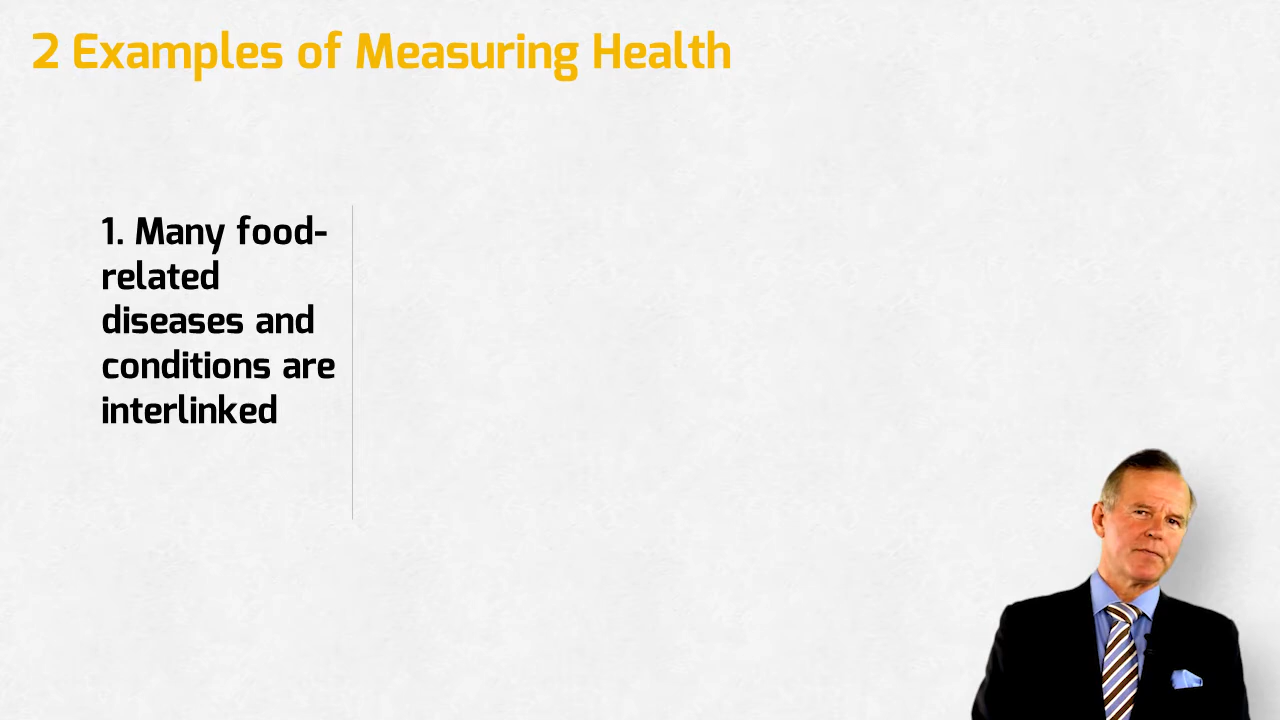 2 Examples of Measuring Health
1. Many food-
related
diseases and
conditions are
interlinked